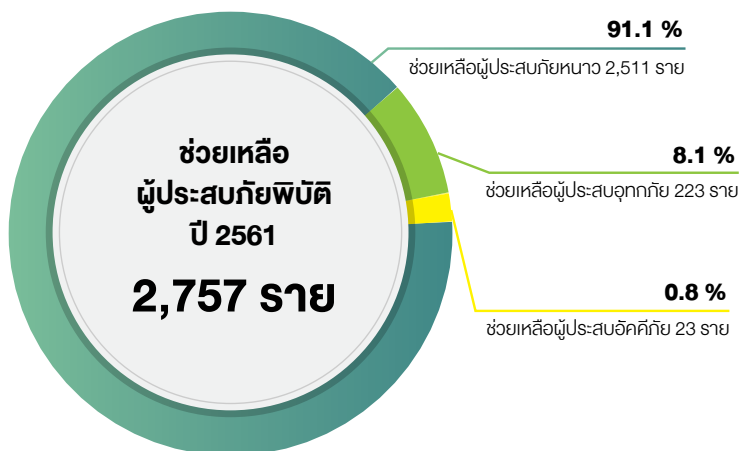 ช่วยเหลือ
ผู้ประสบภัยพิบัติ
ปี 2561
2,757 ราย
91.1 %
ช่วยเหลือผู้ประสบภัยหนาว 2,511 ราย
8.1 %
ช่วยเหลือผู้ประสบอุทกภัย 223 ราย
0.8 %
ช่วยเหลือผู้ประสบอัคคีภัย 23 ราย